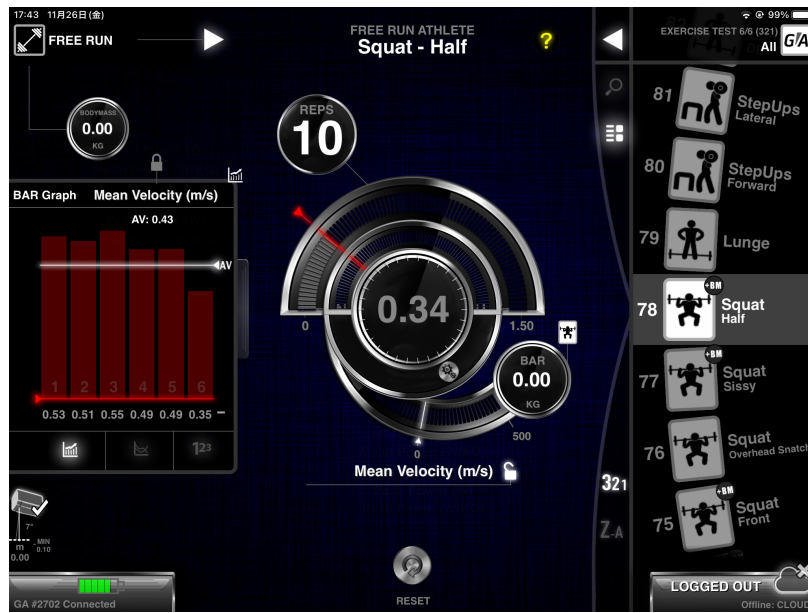 17:43 11月26日(金)
99%
FREE RUN
FREE RUN ATHLETE
Squat - Half
?
EXERCISE TEST 6/6 (321)
All
BODYMASS
0.00
KG
REPS
10
BAR Graph Mean Velocity (m/s)
AV: 0.43
AV
1 2 3 4 5 6
0.53 0.51 0.55 0.49 0.49 0.35
123
0.34
0
1.50
BAR
0.00
KG
0
500
Mean Velocity (m/s)
81 StepUps
Lateral
80 StepUps
Forward
79 Lunge
+BM
78 Squat
Half
+BM
77 Squat
Sissy
76 Squat
Overhead Snatch
+BM
75 Squat
Front
321
Z-A
7°
m
0.00
MIN
0.10
GA #2702 Connected
RESET
LOGGED OUT
Offline: CLOUD